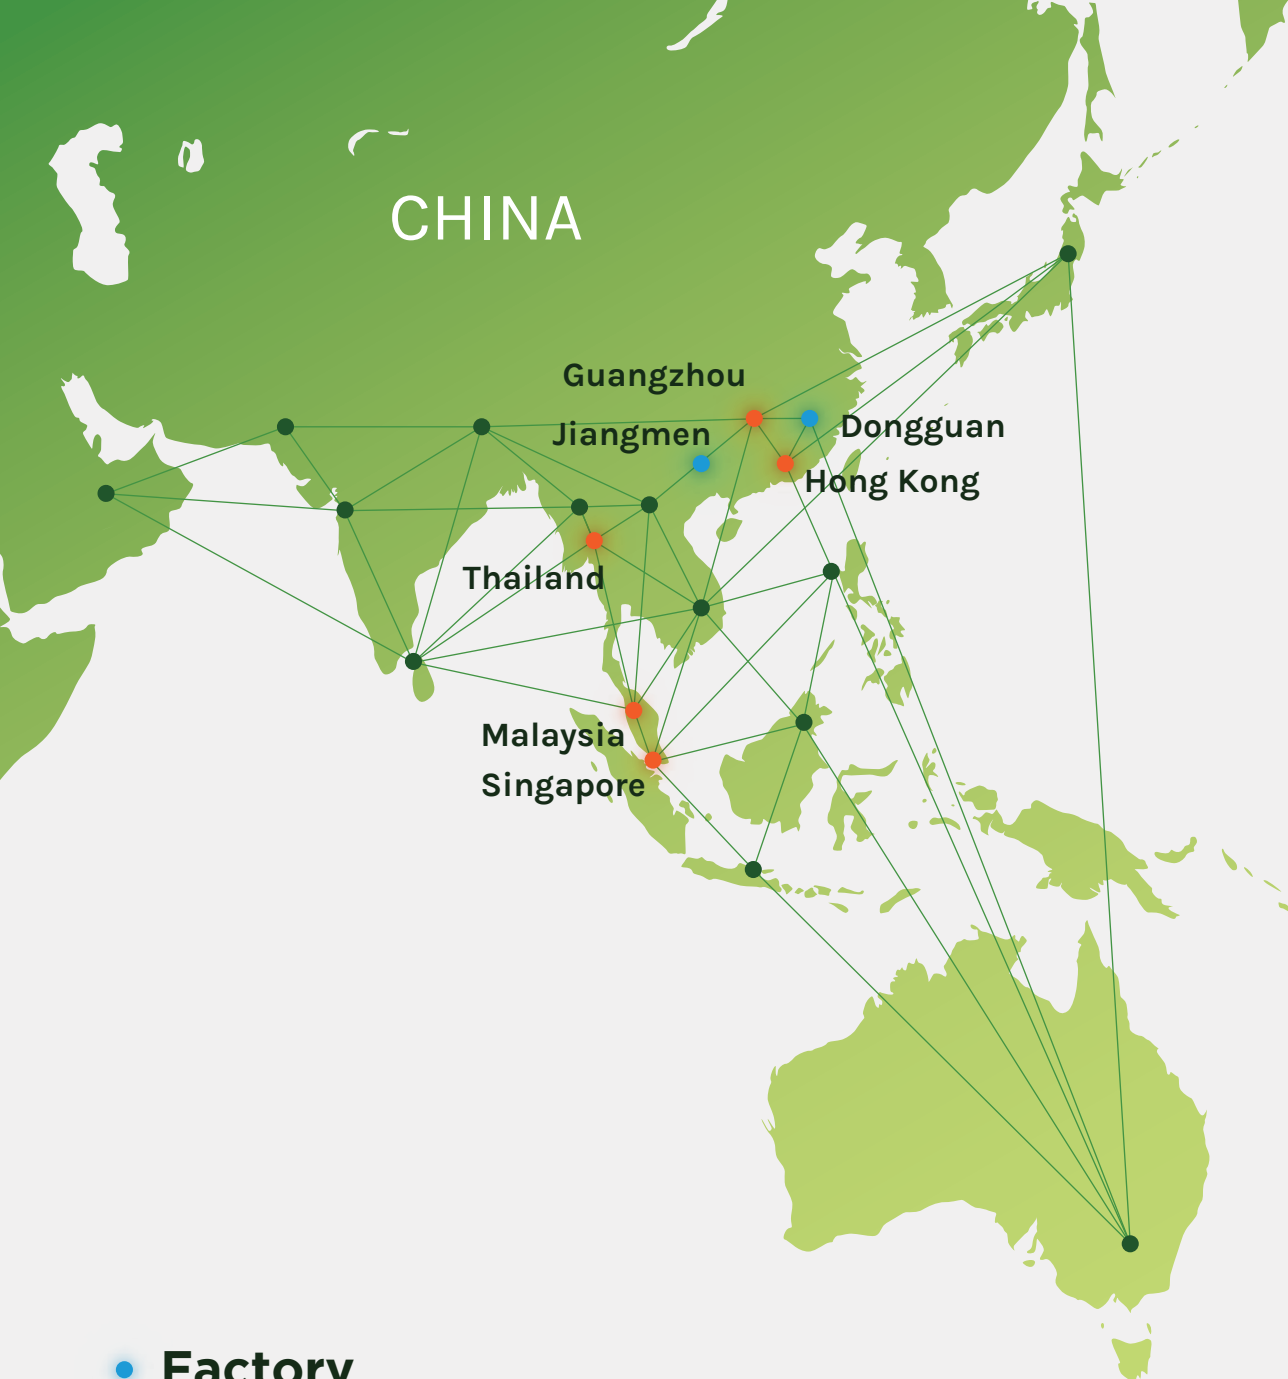 CHINA
Guangzhou
Jiangmen
Dongguan
Hong Kong
Thailand
Malaysia
Singapore
Factory